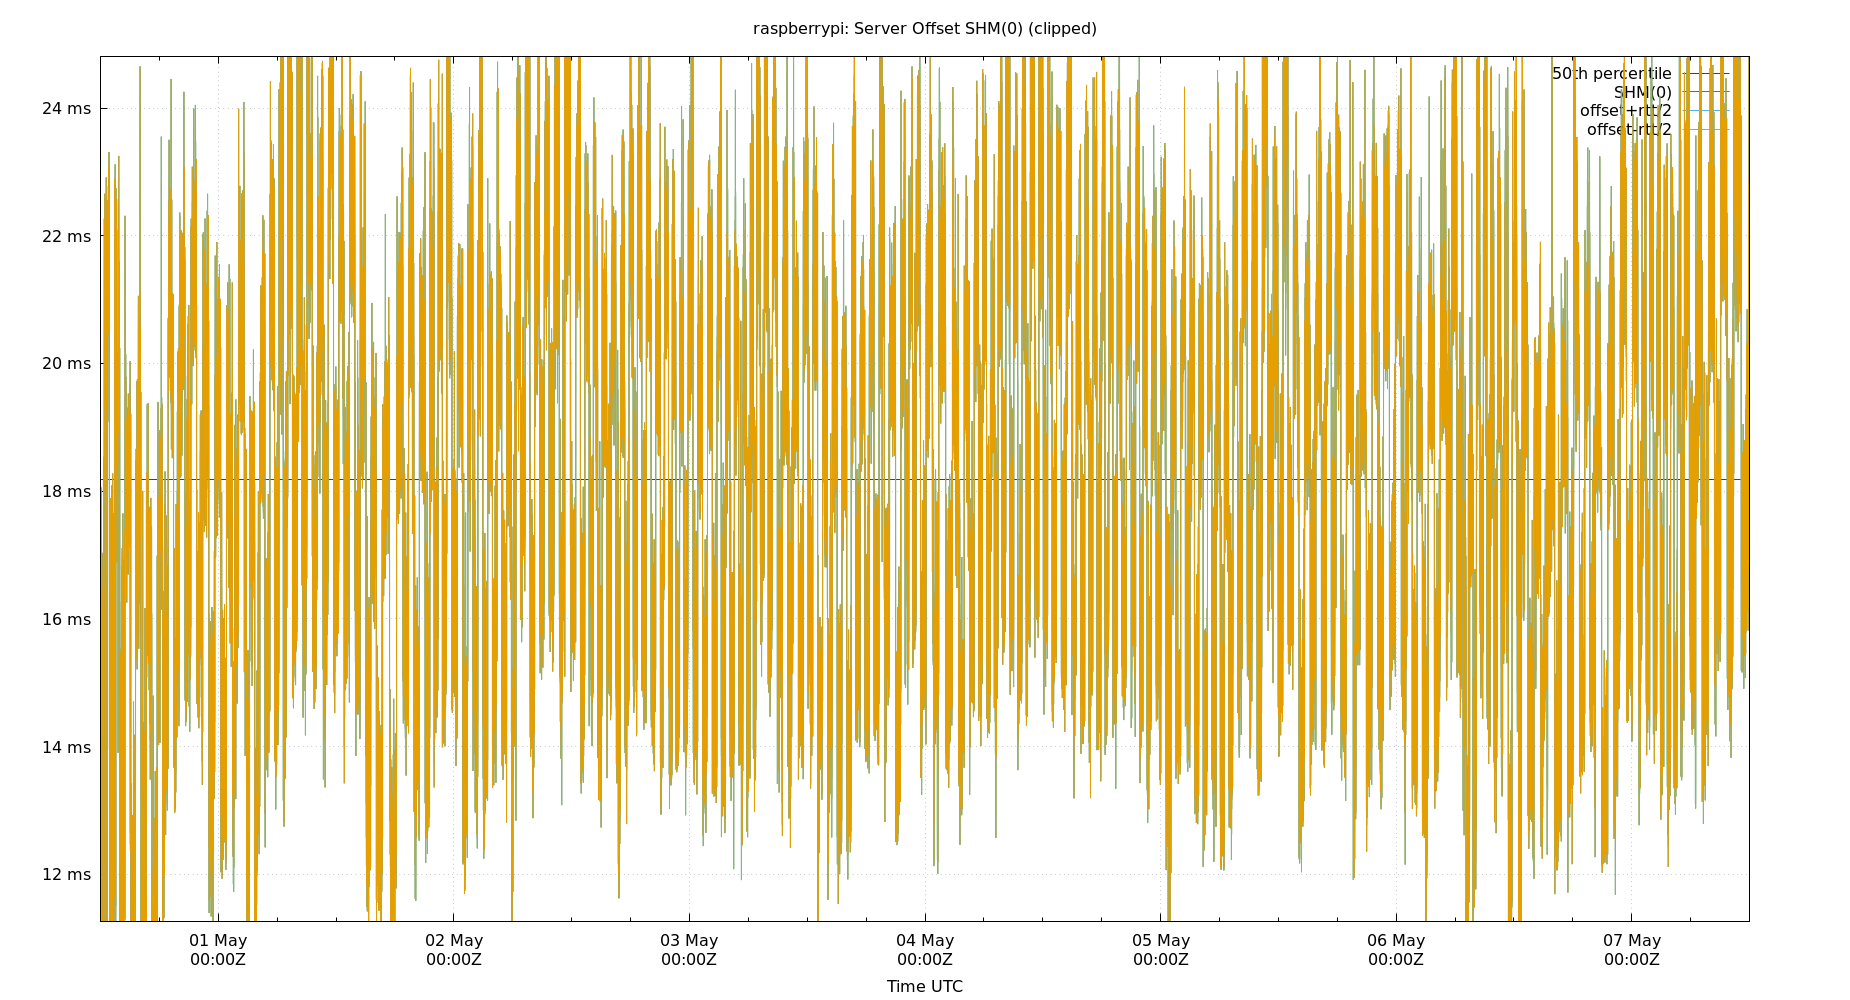 raspberrypi: Server Offset SHM(0) (clipped)
50th percentile
SHM(0)
offset+rtt/2
offset-rtt/2
24 ms
22 ms
20 ms
18 ms
16 ms
14 ms
12 ms
01 May 02 May 03 May 04 May 05 May 06 May 07 May
00:00Z 00:00Z 00:00Z 00:00Z 00:00Z 00:00Z 00:00Z
Time UTC